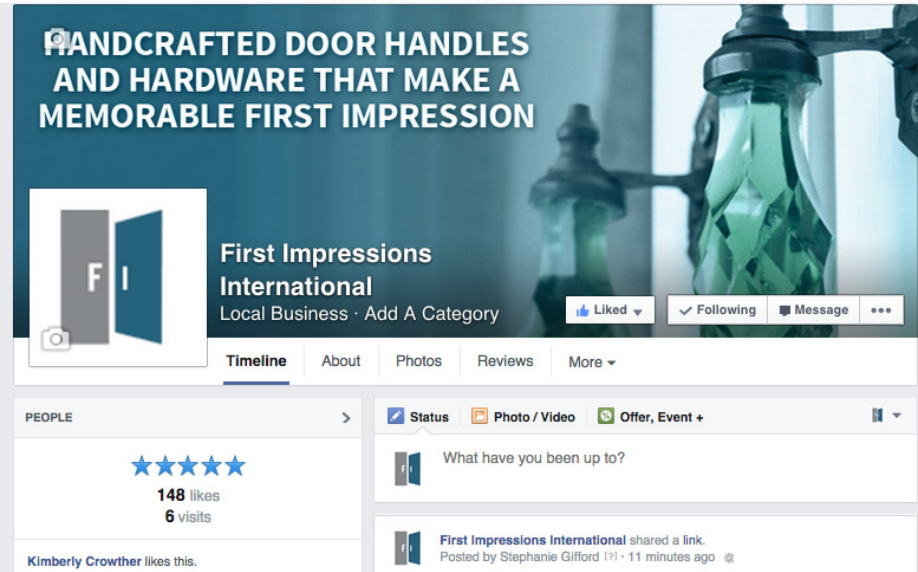 HANDCRAFTED DOOR HANDLES
AND HARDWARE THAT MAKE A
MEMORABLE FIRST IMPRESSION
F I
First Impressions
International
Local Business · Add A Category
Liked
Following
Message
Timeline
About
Photos
Reviews
More
PEOPLE
148 likes
6 visits
Kimberly Crowther likes this.
Status
Photo / Video
Offer, Event +
F I
What have you been up to?
F I
First Impressions International shared a link.
Posted by Stephanie Gifford [?] · 11 minutes ago